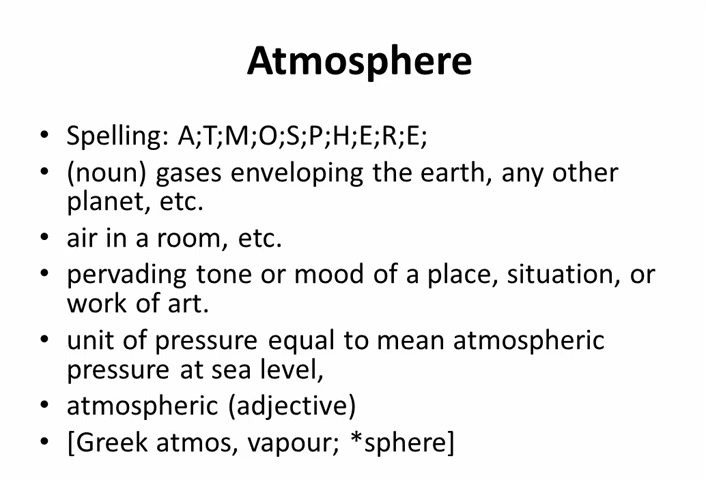 Atmosphere
• Spelling: A;T;M;O;S;P;H;E;R;E;
• (noun) gases enveloping the earth, any other
planet, etc.
• air in a room, etc.
• pervading tone or mood of a place, situation, or
work of art.
• unit of pressure equal to mean atmospheric
pressure at sea level,
• atmospheric (adjective)
• [Greek atmos, vapour; *sphere]